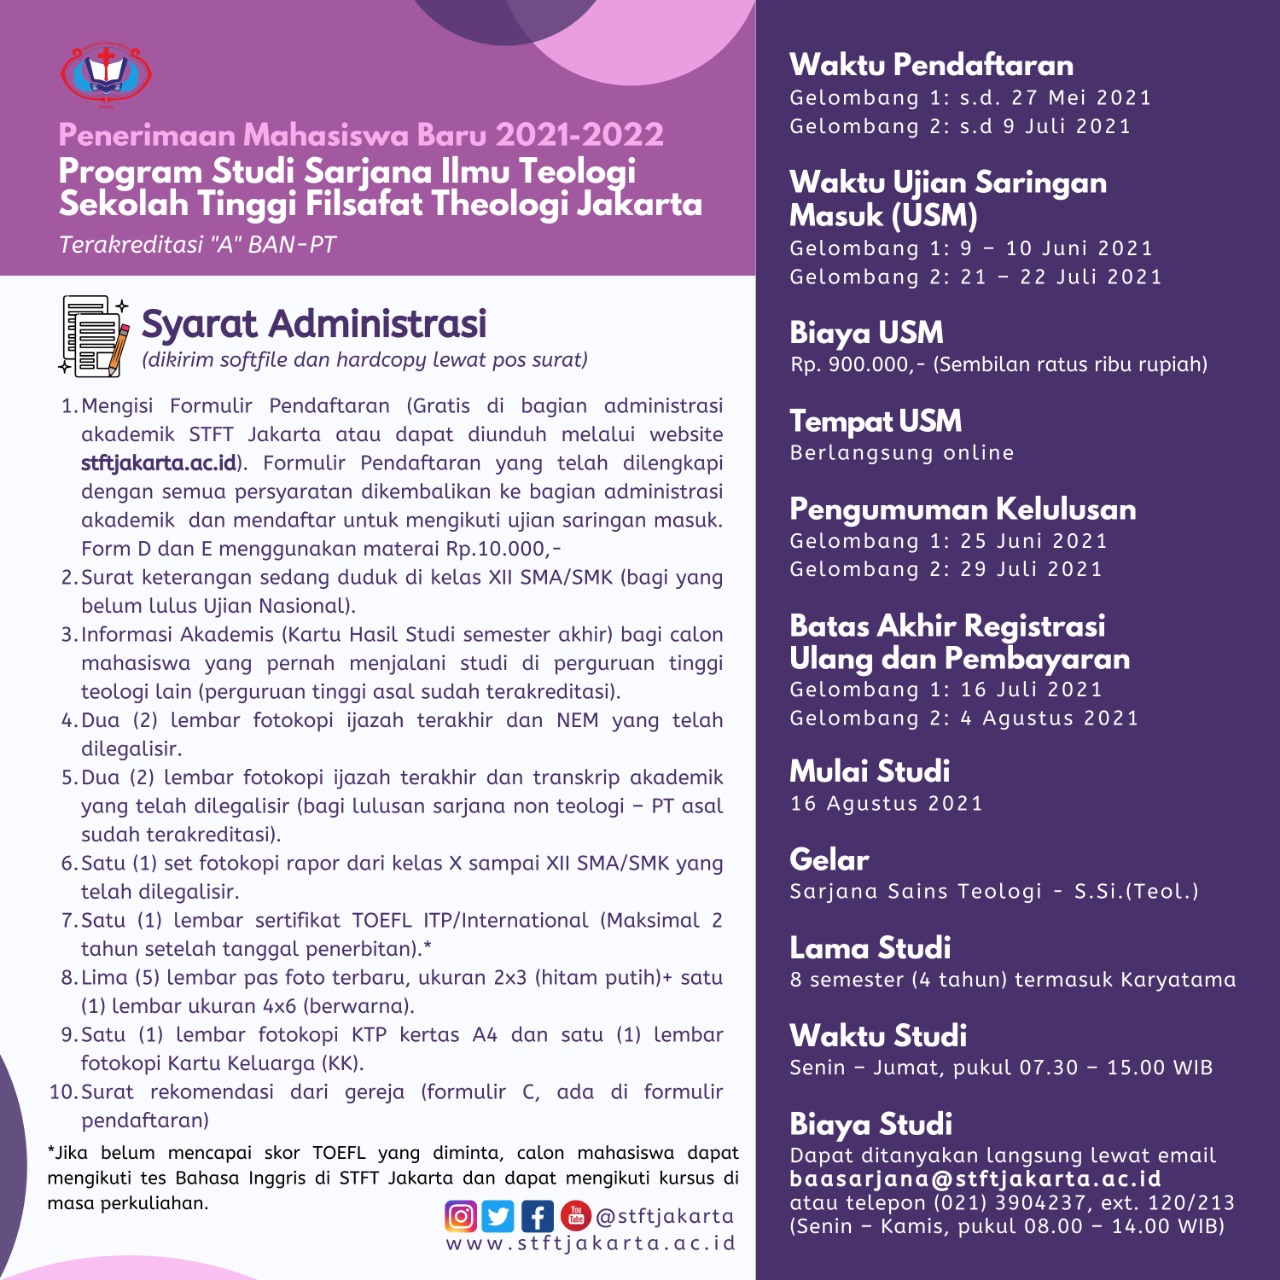 Penerimaan Mahasiswa Baru 2021-2022
Program Studi Sarjana Ilmu Teologi
Sekolah Tinggi Filsafat Theologi Jakarta
Terakreditasi "A" BAN-PT
Syarat Administrasi
(dikirim softfile dan hardcopy lewat pos surat)
1. Mengisi Formulir Pendaftaran (Gratis di bagian administrasi
akademik STFT Jakarta atau dapat diunduh melalui website
stftjakarta.ac.id). Formulir Pendaftaran yang telah dilengkapi
dengan semua persyaratan dikembalikan ke bagian administrasi
akademik dan mendaftar untuk mengikuti ujian saringan masuk.
Form D dan E menggunakan materai Rp.10.000,-
2. Surat keterangan sedang duduk di kelas XII SMA/SMK (bagi yang
belum lulus Ujian Nasional).
3. Informasi Akademis (Kartu Hasil Studi semester akhir) bagi calon
mahasiswa yang pernah menjalani studi di perguruan tinggi
teologi lain (perguruan tinggi asal sudah terakreditasi).
4. Dua (2) lembar fotokopi ijazah terakhir dan NEM yang telah
dilegalisir.
5. Dua (2) lembar fotokopi ijazah terakhir dan transkrip akademik
yang telah dilegalisir (bagi lulusan sarjana non teologi – PT asal
sudah terakreditasi).
6. Satu (1) set fotokopi rapor dari kelas X sampai XII SMA/SMK yang
telah dilegalisir.
7. Satu (1) lembar sertifikat TOEFL ITP/International (Maksimal 2
tahun setelah tanggal penerbitan).*
8. Lima (5) lembar pas foto terbaru, ukuran 2x3 (hitam putih)+ satu
(1) lembar ukuran 4x6 (berwarna).
9. Satu (1) lembar fotokopi KTP kertas A4 dan satu (1) lembar
fotokopi Kartu Keluarga (KK).
10. Surat rekomendasi dari gereja (formulir C, ada di formulir
pendaftaran)
*Jika belum mencapai skor TOEFL yang diminta, calon mahasiswa dapat
mengikuti tes Bahasa Inggris di STFT Jakarta dan dapat mengikuti kursus di
masa perkuliahan.
@stftjakarta
www.stftjakarta.ac.id
Waktu Pendaftaran
Gelombang 1: s.d. 27 Mei 2021
Gelombang 2: s.d 9 Juli 2021
Waktu Ujian Saringan
Masuk (USM)
Gelombang 1: 9 – 10 Juni 2021
Gelombang 2: 21 – 22 Juli 2021
Biaya USM
Rp. 900.000,- (Sembilan ratus ribu rupiah)
Tempat USM
Berlangsung online
Pengumuman Kelulusan
Gelombang 1: 25 Juni 2021
Gelombang 2: 29 Juli 2021
Batas Akhir Registrasi
Ulang dan Pembayaran
Gelombang 1: 16 Juli 2021
Gelombang 2: 4 Agustus 2021
Mulai Studi
16 Agustus 2021
Gelar
Sarjana Sains Teologi - S.Si.(Teol.)
Lama Studi
8 semester (4 tahun) termasuk Karyatama
Waktu Studi
Senin – Jumat, pukul 07.30 – 15.00 WIB
Biaya Studi
Dapat ditanyakan langsung lewat email
baasarjana@stftjakarta.ac.id
atau telepon (021) 3904237, ext. 120/213
(Senin – Kamis, pukul 08.00 – 14.00 WIB)